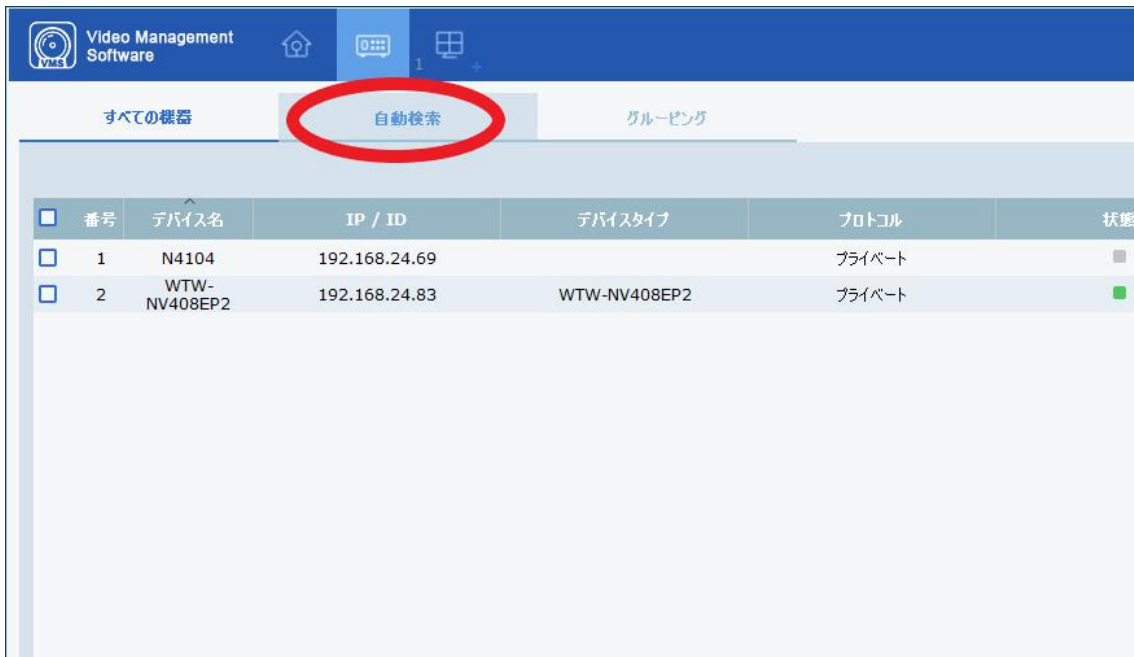 Video Management
Software
VMS
1
+
すべての機器
自動検索
グルーピング
番号
デバイス名
IP / ID
デバイスタイプ
プロトコル
状態
1
N4104
192.168.24.69
プライベート
2
WTW-
NV408EP2
192.168.24.83
WTW-NV408EP2
プライベート